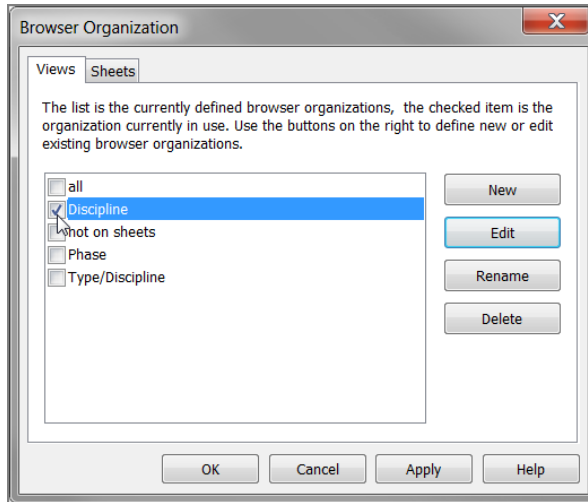 Browser Organization
X
Views Sheets
The list is the currently defined browser organizations, the checked item is the
organization currently in use. Use the buttons on the right to define new or edit
existing browser organizations.
all
Discipline
not on sheets
Phase
Type/Discipline
New
Edit
Rename
Delete
OK Cancel Apply Help